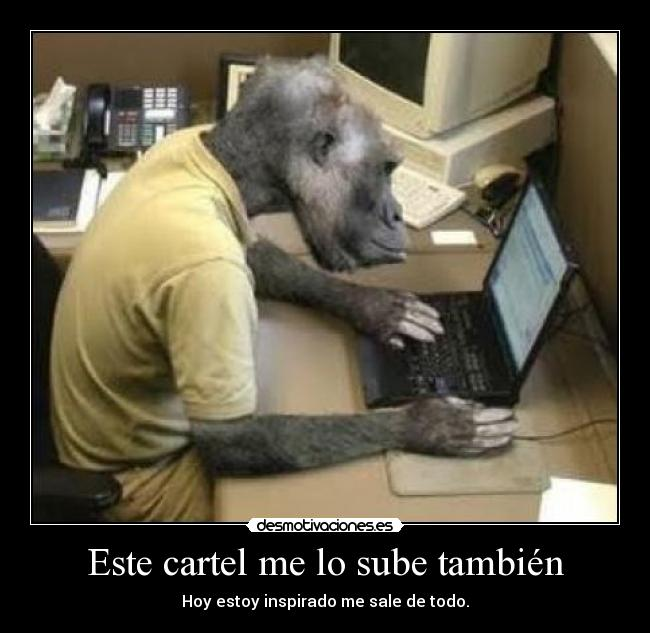 desmotivaciones.es
Este cartel me lo sube también
Hoy estoy inspirado me sale de todo.